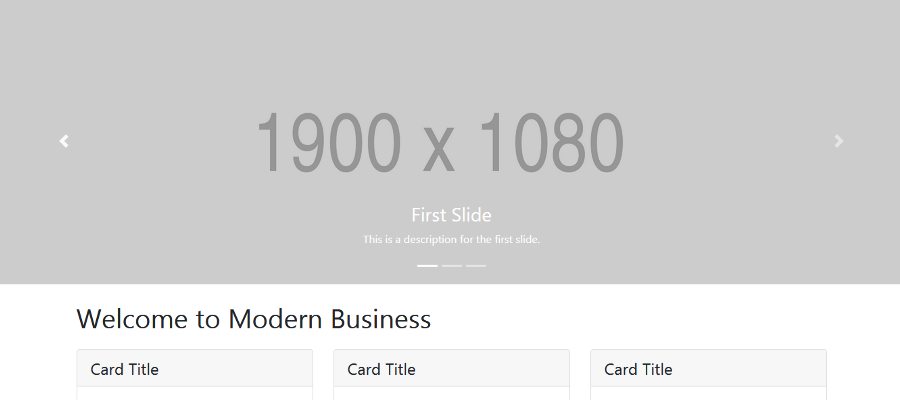 1900 x 1080
First Slide
This is a description for the first slide.
Welcome to Modern Business
Card Title
Card Title
Card Title